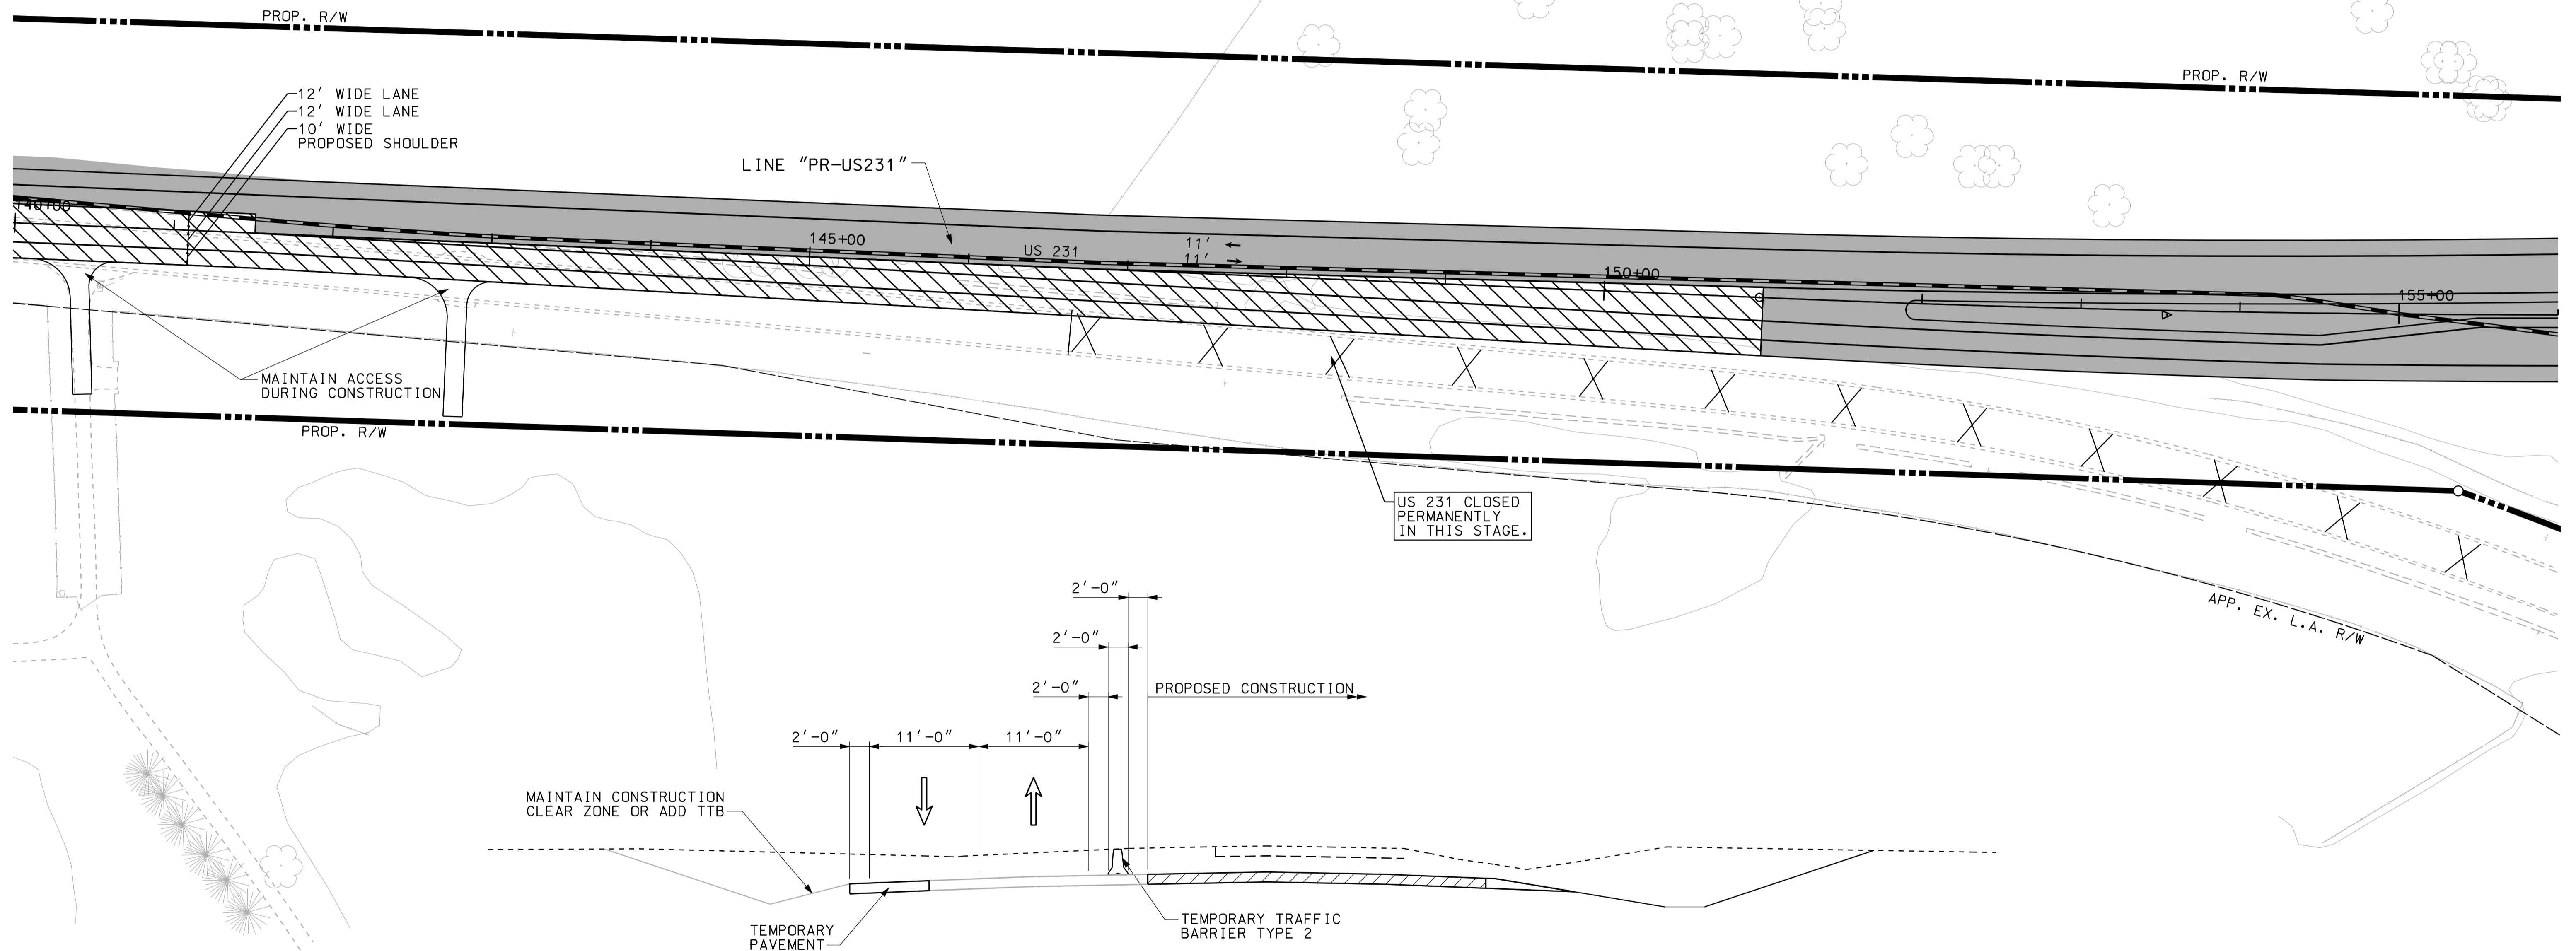 PROP. R/W
PROP. R/W
12' WIDE LANE
12' WIDE LANE
10' WIDE
PROPOSED SHOULDER
LINE "PR-US231"
140+00
145+00
US 231
11'
11'
150+00
155+00
MAINTAIN ACCESS
DURING CONSTRUCTION
PROP. R/W
US 231 CLOSED
PERMANENTLY
IN THIS STAGE.
APP. EX. L.A. R/W
2'-0"
2'-0"
2'-0"
PROPOSED CONSTRUCTION
2'-0"
11'-0"
11'-0"
MAINTAIN CONSTRUCTION
CLEAR ZONE OR ADD TTB
TEMPORARY
PAVEMENT
TEMPORARY TRAFFIC
BARRIER TYPE 2